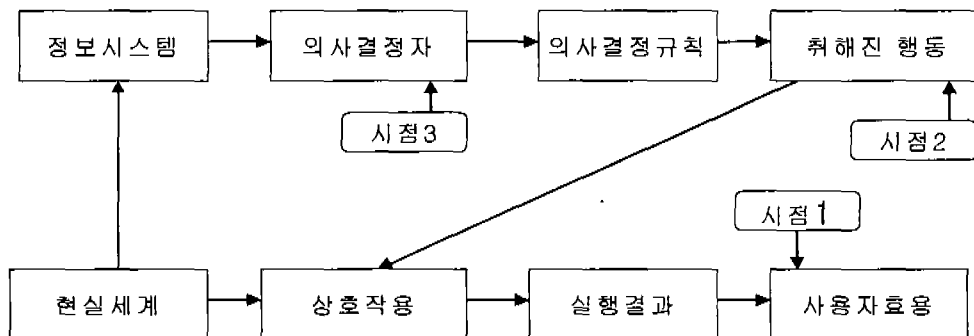 정보시스템
의사결정자
의사결정규칙
취해진 행동
시점3
시점2
시점1
현실세계
상호작용
실행결과
사용자효용